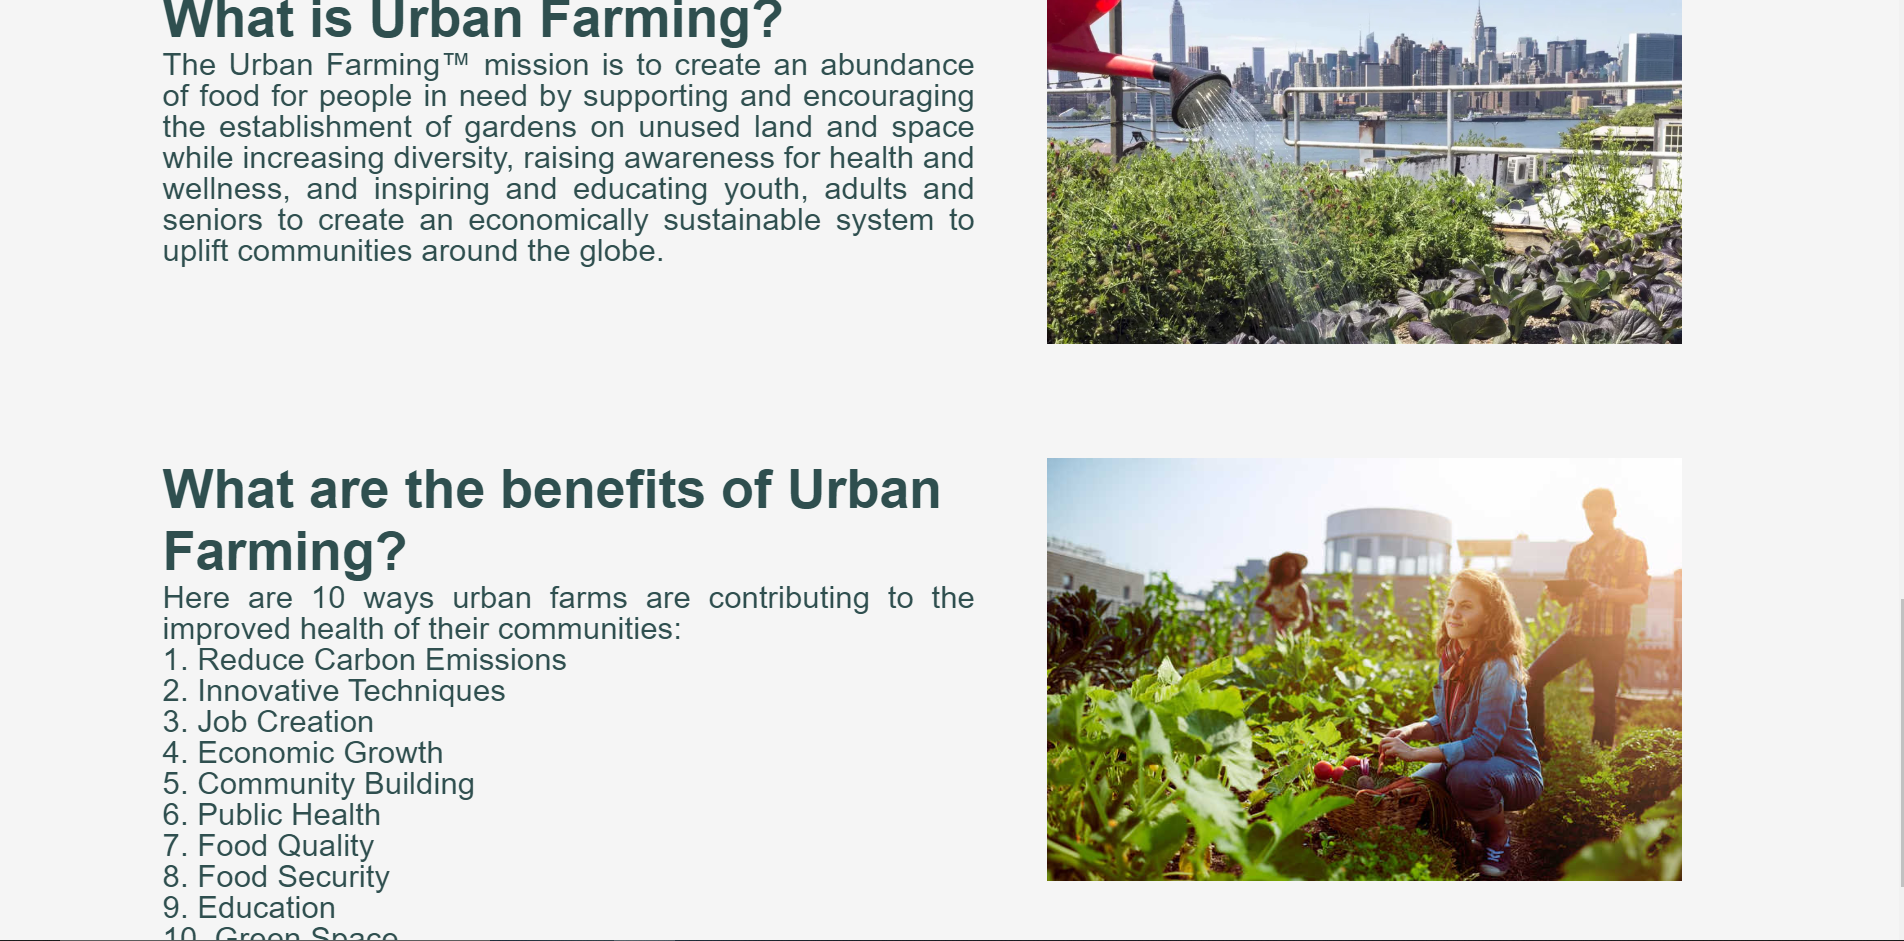 What is Urban Farming?
The Urban Farming™ mission is to create an abundance
of food for people in need by supporting and encouraging
the establishment of gardens on unused land and space
while increasing diversity, raising awareness for health and
wellness, and inspiring and educating youth, adults and
seniors to create an economically sustainable system to
uplift communities around the globe.
What are the benefits of Urban
Farming?
Here are 10 ways urban farms are contributing to the
improved health of their communities:
1. Reduce Carbon Emissions
2. Innovative Techniques
3. Job Creation
4. Economic Growth
5. Community Building
6. Public Health
7. Food Quality
8. Food Security
9. Education
10. Green Space